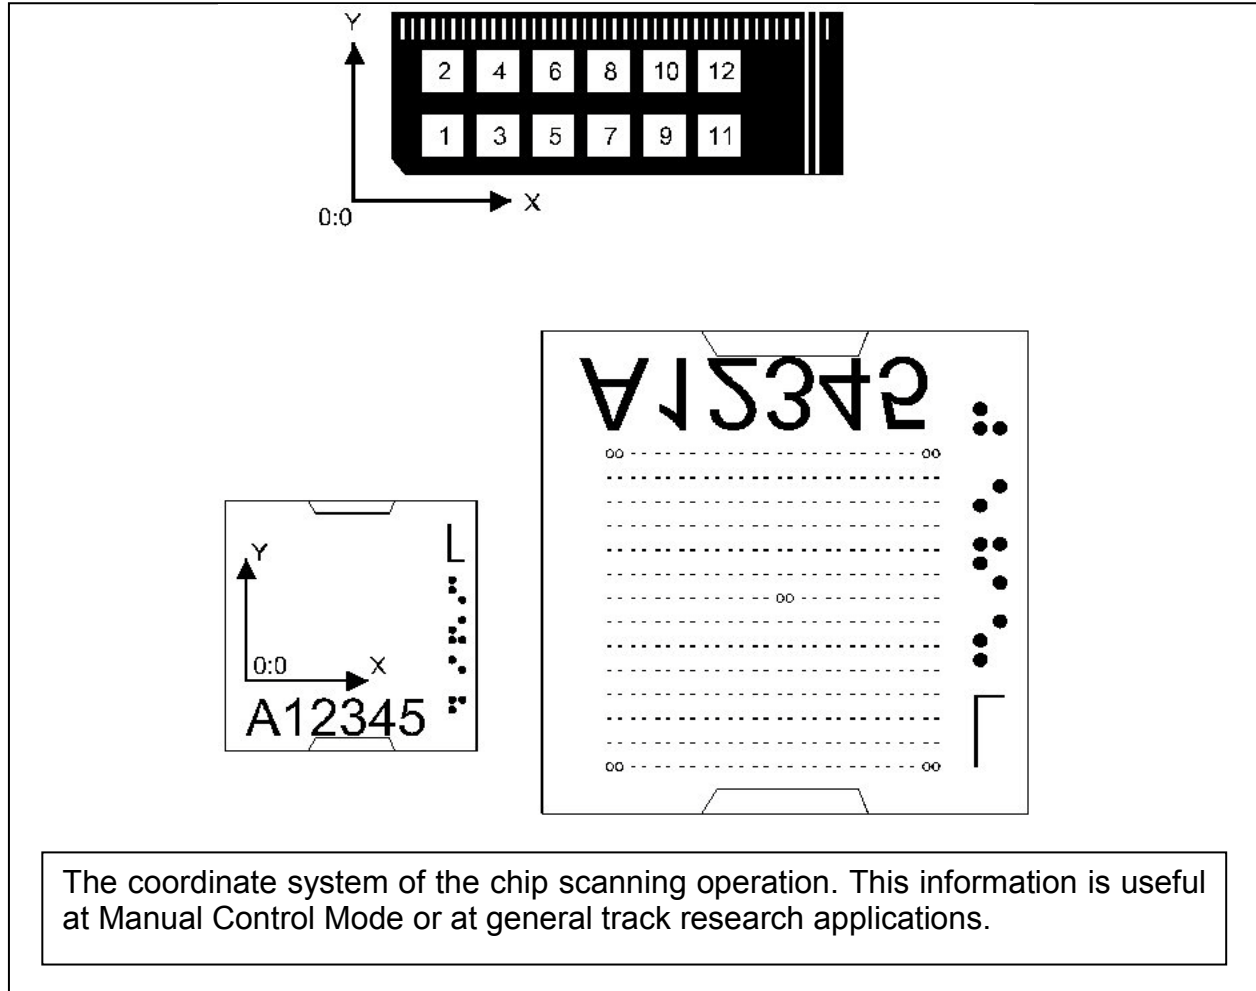 Y
2 4 6 8 10 12
1 3 5 7 9 11
X
0:0
A12345
Y
0:0 X
A12345
The coordinate system of the chip scanning operation. This information is useful
at Manual Control Mode or at general track research applications.